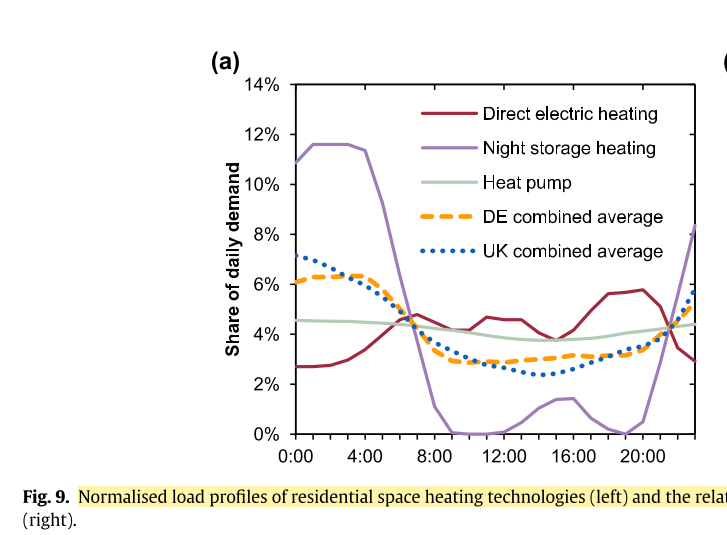 (a)
14%
12%
10%
8%
6%
4%
2%
0%
Share of daily demand
Direct electric heating
Night storage heating
Heat pump
DE combined average
UK combined average
0:00 4:00 8:00 12:00 16:00 20:00
Fig. 9. Normalised load profiles of residential space heating technologies (left) and the
(right).